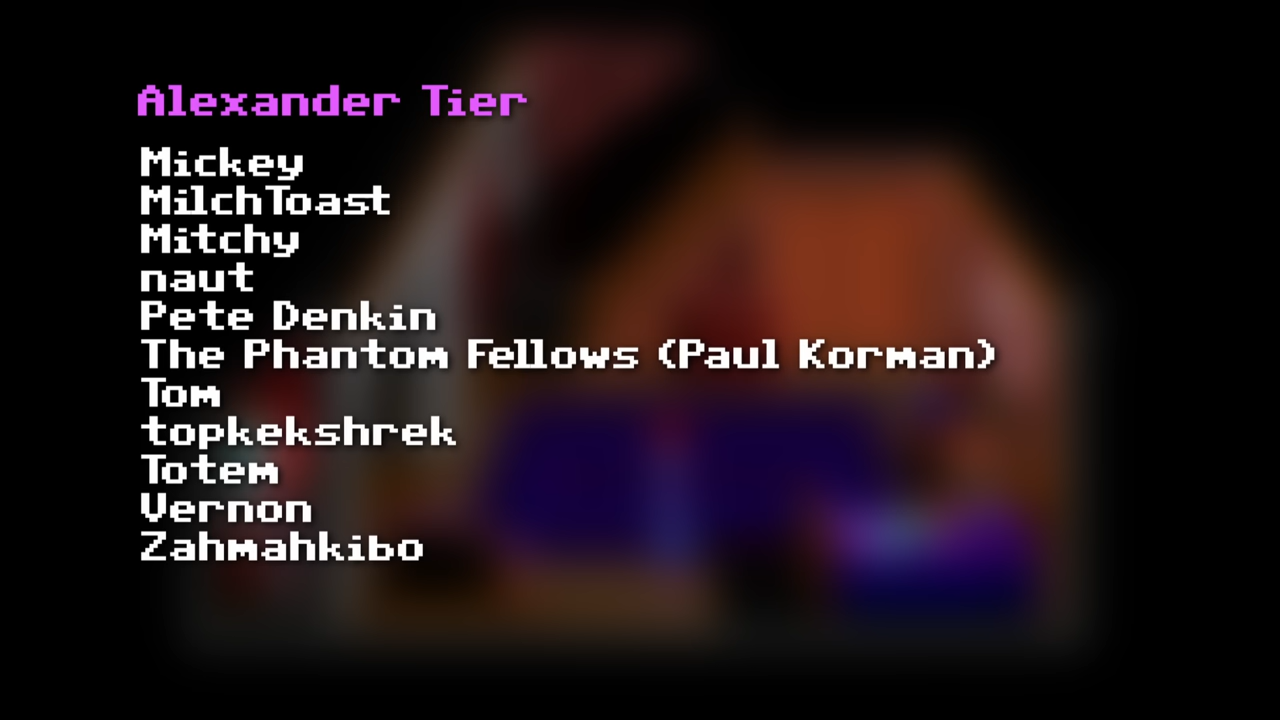 Alexander Tier
Mickey
MilchToast
Mitchy
naut
Pete Denkin
The Phantom Fellows (Paul Korman)
Tom
topkekshrek
Totem
Vernon
Zahmahkibo